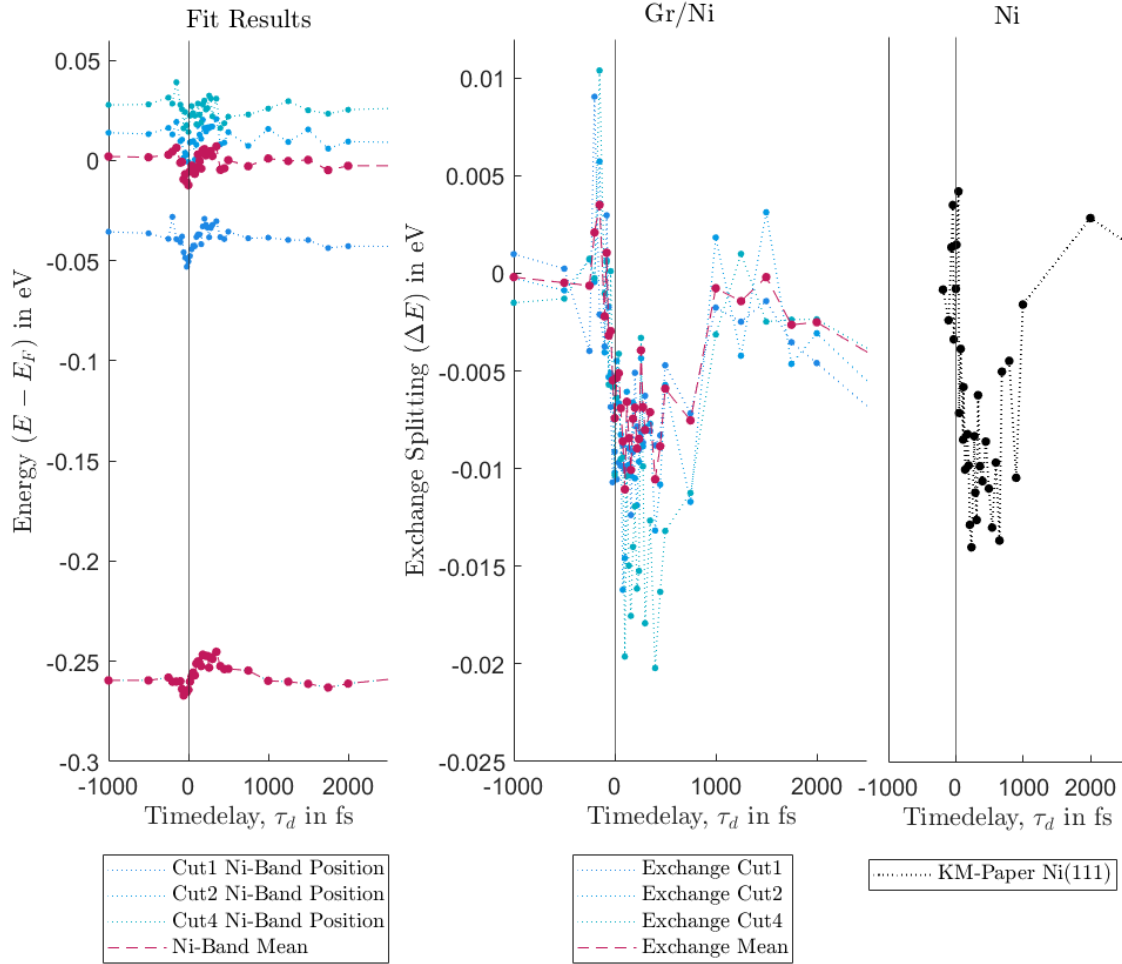 Fit Results
Gr/Ni
Ni
Energy (E − E_F) in eV
0.05
0
-0.05
-0.1
-0.15
-0.2
-0.25
-0.3
-1000 0 1000 2000
Timedelay, τ_d in fs
Cut1 Ni-Band Position
Cut2 Ni-Band Position
Cut4 Ni-Band Position
Ni-Band Mean
Exchange Splitting (ΔE) in eV
0.01
0.005
0
-0.005
-0.01
-0.015
-0.02
-0.025
-1000 0 1000 2000
Timedelay, τ_d in fs
Exchange Cut1
Exchange Cut2
Exchange Cut4
Exchange Mean
-1000 0 1000 2000
Timedelay, τ_d in fs
KM-Paper Ni(111)